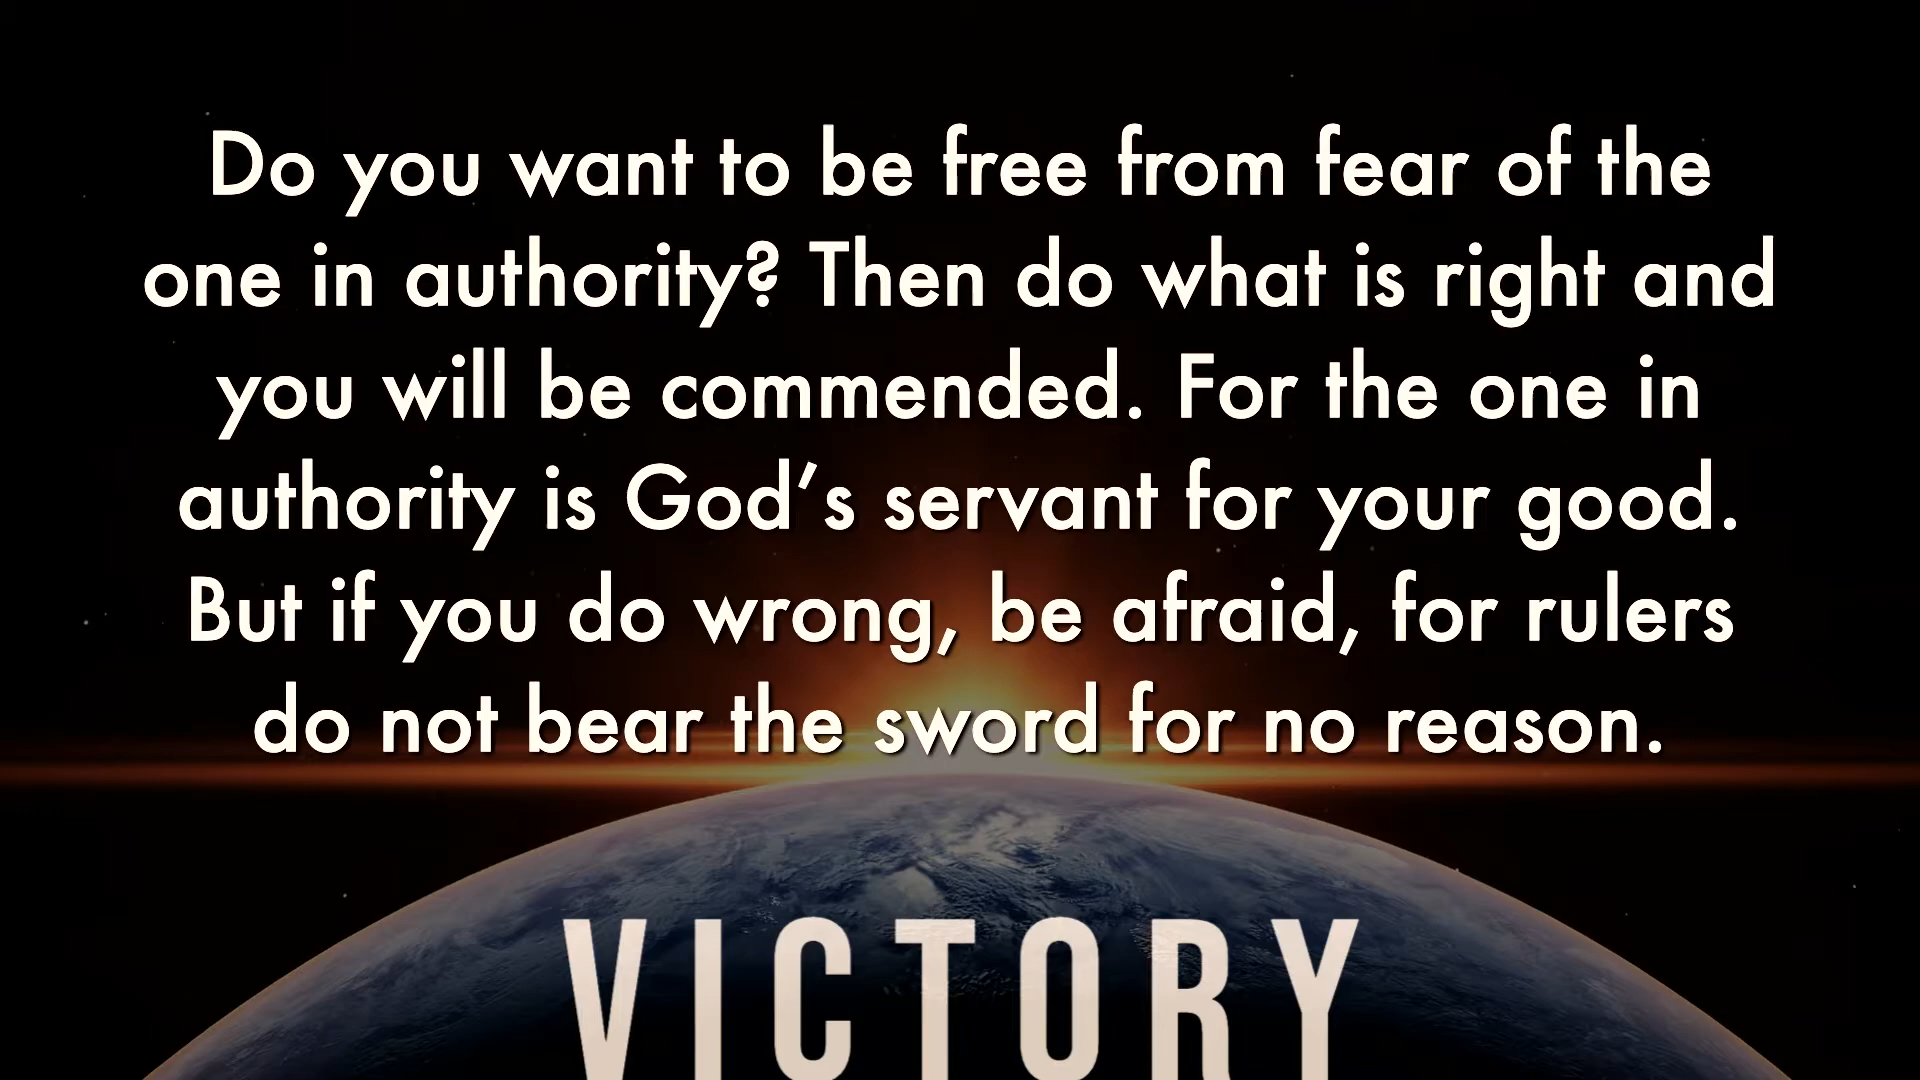 Do you want to be free from fear of the
one in authority? Then do what is right and
you will be commended. For the one in
authority is God’s servant for your good.
But if you do wrong, be afraid, for rulers
do not bear the sword for no reason.
VICTORY